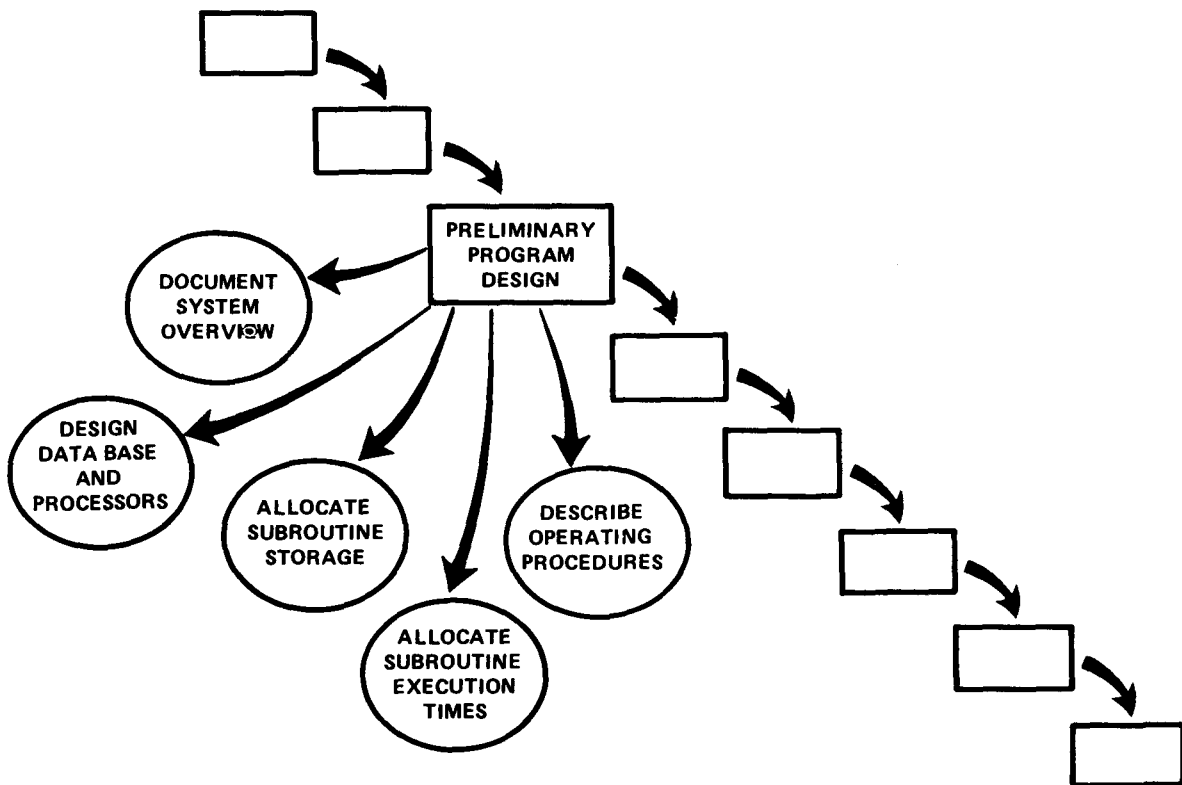 PRELIMINARY
PROGRAM
DESIGN
DOCUMENT
SYSTEM
OVERVIEW
DESIGN
DATA BASE
AND
PROCESSORS
ALLOCATE
SUBROUTINE
STORAGE
DESCRIBE
OPERATING
PROCEDURES
ALLOCATE
SUBROUTINE
EXECUTION
TIMES